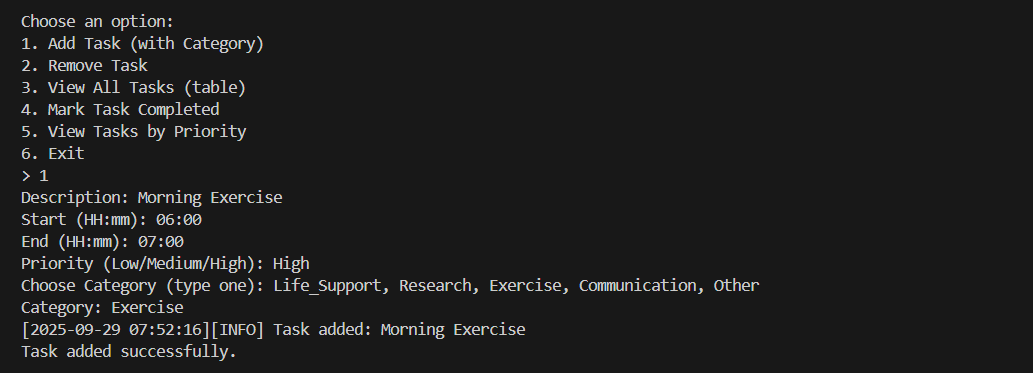 Choose an option:
1. Add Task (with Category)
2. Remove Task
3. View All Tasks (table)
4. Mark Task Completed
5. View Tasks by Priority
6. Exit
> 1
Description: Morning Exercise
Start (HH:mm): 06:00
End (HH:mm): 07:00
Priority (Low/Medium/High): High
Choose Category (type one): Life_Support, Research, Exercise, Communication, Other
Category: Exercise
[2025-09-29 07:52:16][INFO] Task added: Morning Exercise
Task added successfully.